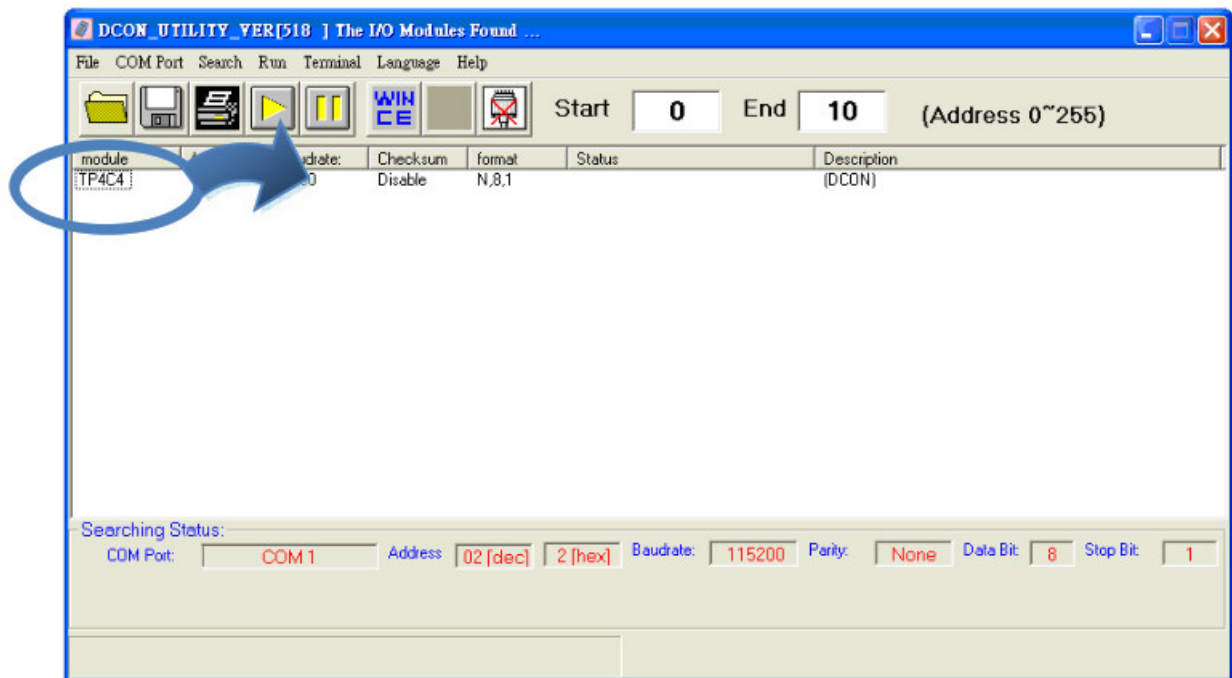 DCON_UTILITY_VER[518 ] The I/O Modules Found ...
File COM Port Search Run Terminal Language Help
WIN CE Start 0 End 10 (Address 0~255)
module Checksum format Status Description
TP4C4 Disable N,8,1 (DCON)
Searching Status:
COM Port: COM 1 Address 02 [dec] 2 [hex] Baudrate: 115200 Parity: None Data Bit: 8 Stop Bit: 1